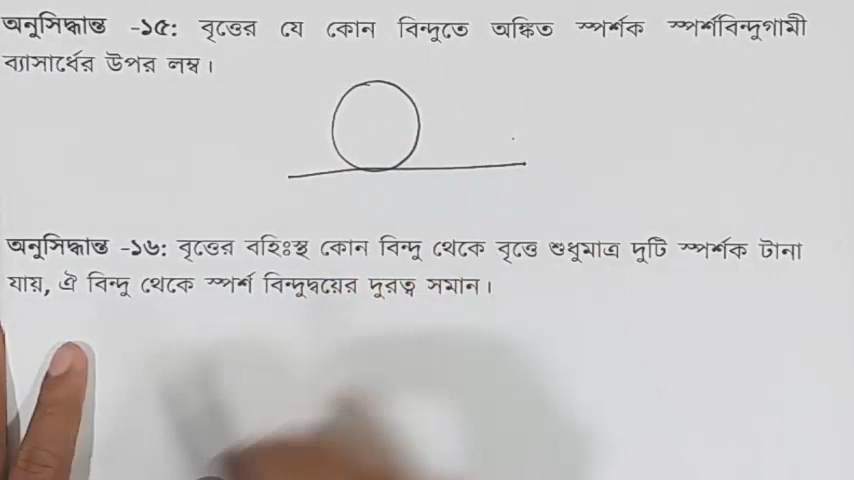 অনুসিদ্ধান্ত -১৫: বৃত্তের যে কোন বিন্দুতে অঙ্কিত স্পর্শক স্পর্শবিন্দুগামী
ব্যাসার্ধের উপর লম্ব।
অনুসিদ্ধান্ত -১৬: বৃত্তের বহিঃস্থ কোন বিন্দু থেকে বৃত্তে শুধুমাত্র দুটি স্পর্শক টানা
যায়, ঐ বিন্দু থেকে স্পর্শ বিন্দুদ্বয়ের দুরত্ব সমান।